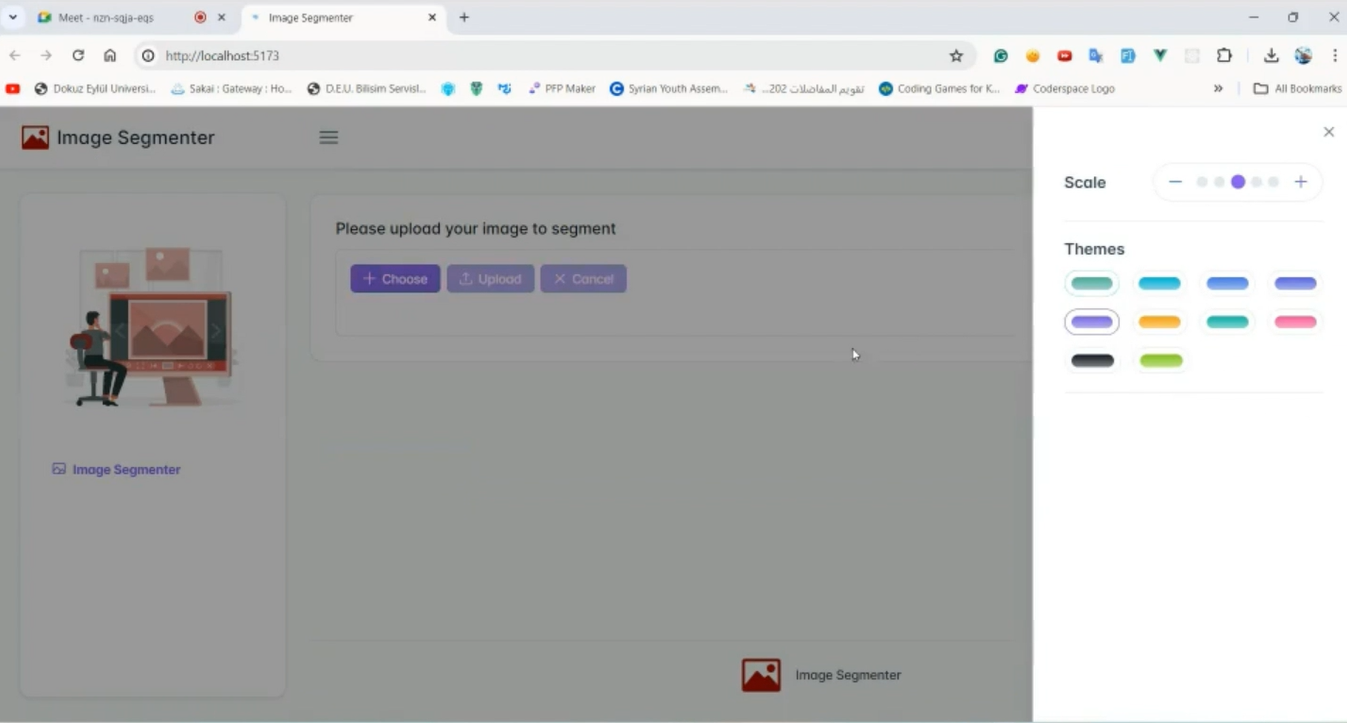 Meet - nzn-sqja-eqs
Image Segmenter
http://localhost:5173
Dokuz Eylül Universi...
Sakai : Gateway : Ho...
D.E.U. Bilisim Servisl...
PFP Maker
Syrian Youth Assem...
تقويم المفاضلات 202...
Coding Games for K...
Coderspace Logo
All Bookmarks
Image Segmenter
Scale
Please upload your image to segment
Themes
Choose
Upload
Cancel
Image Segmenter
Image Segmenter